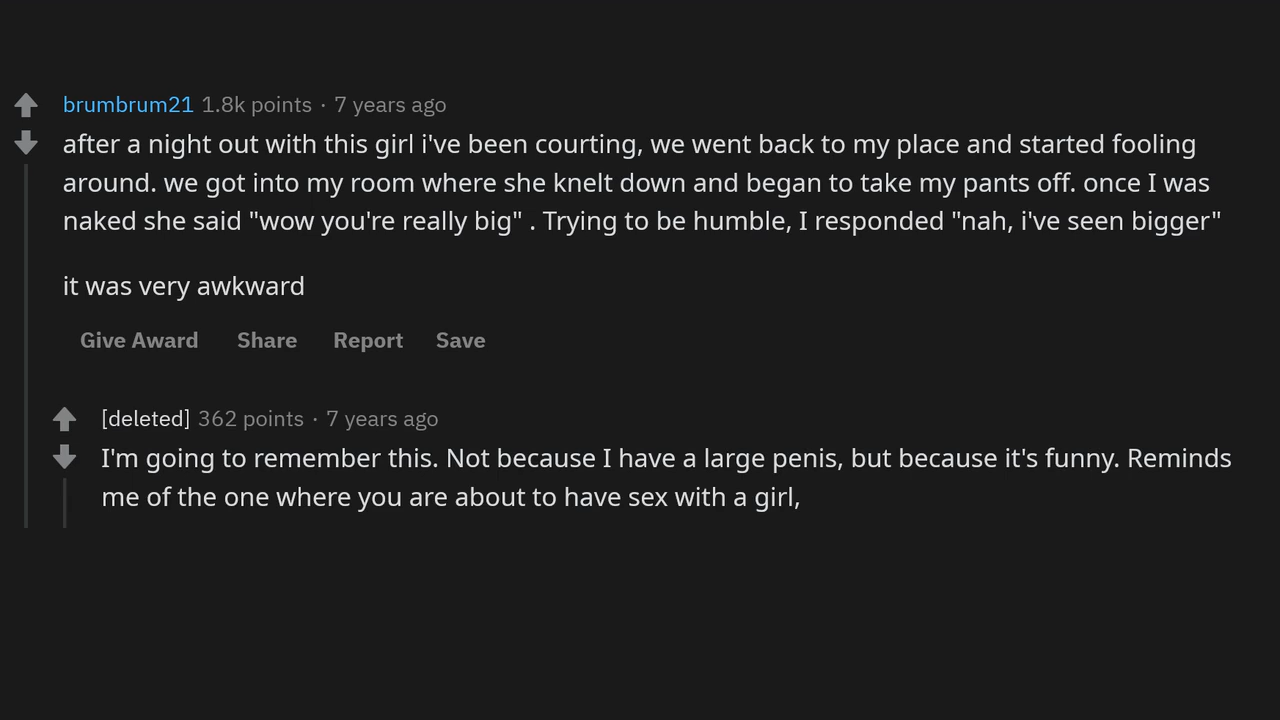 brumbrum21 1.8k points · 7 years ago
after a night out with this girl i've been courting, we went back to my place and started fooling
around. we got into my room where she knelt down and began to take my pants off. once I was
naked she said "wow you're really big" . Trying to be humble, I responded "nah, i've seen bigger"
it was very awkward
Give Award Share Report Save
[deleted] 362 points · 7 years ago
I'm going to remember this. Not because I have a large penis, but because it's funny. Reminds
me of the one where you are about to have sex with a girl,